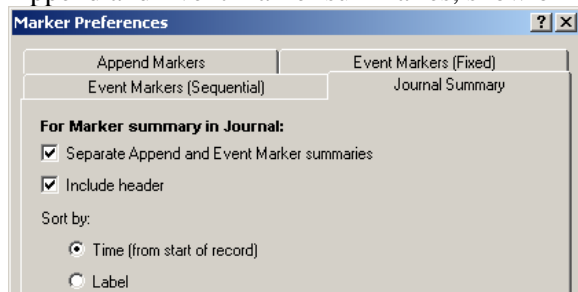 Marker Preferences
Append Markers
Event Markers (Fixed)
Event Markers (Sequential)
Journal Summary
For Marker summary in Journal:
Separate Append and Event Marker summaries
Include header
Sort by:
Time (from start of record)
Label